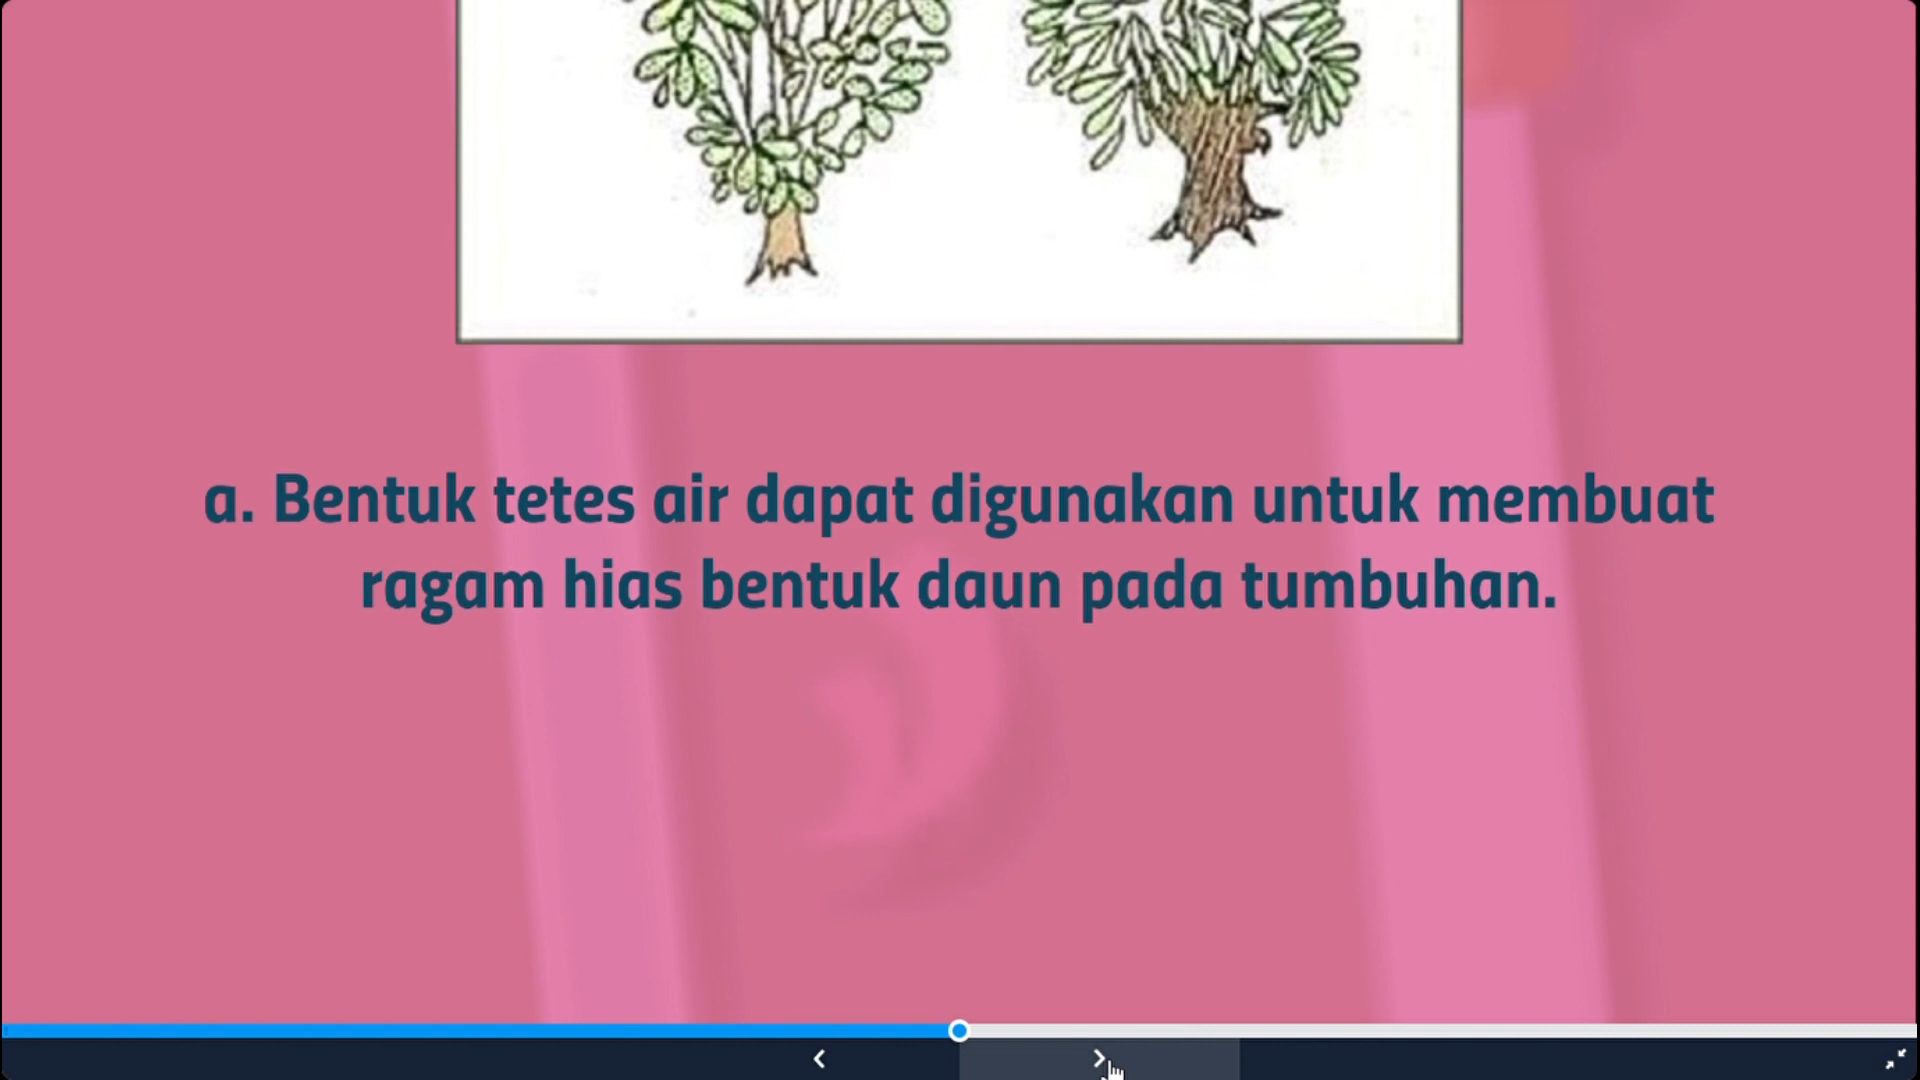 a. Bentuk tetes air dapat digunakan untuk membuat
ragam hias bentuk daun pada tumbuhan.